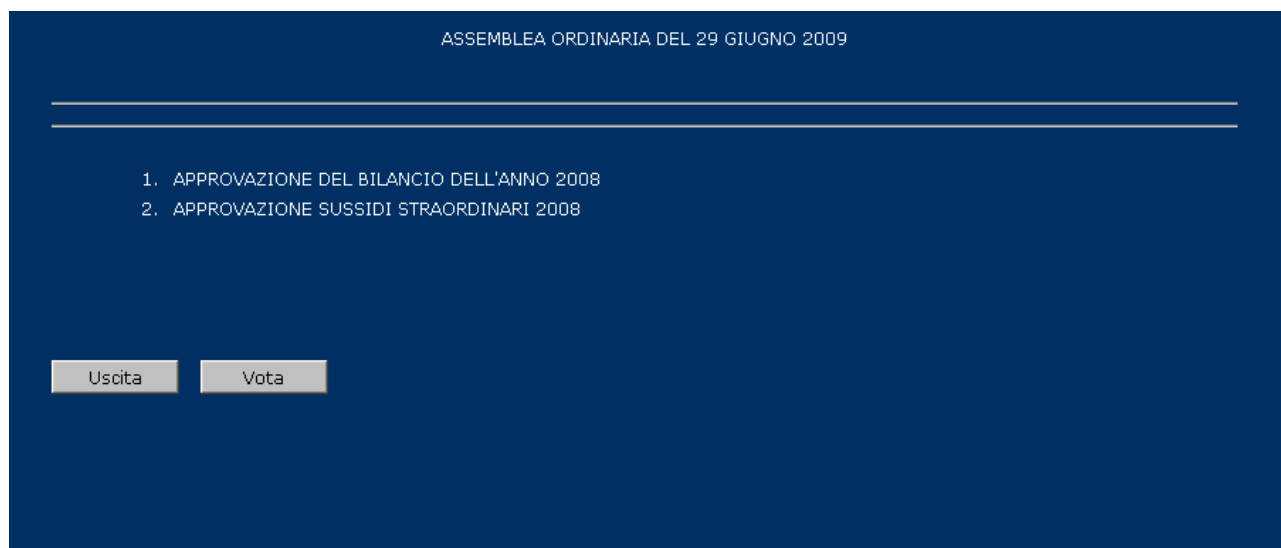 ASSEMBLEA ORDINARIA DEL 29 GIUGNO 2009
1. APPROVAZIONE DEL BILANCIO DELL'ANNO 2008
2. APPROVAZIONE SUSSIDI STRAORDINARI 2008
Uscita Vota